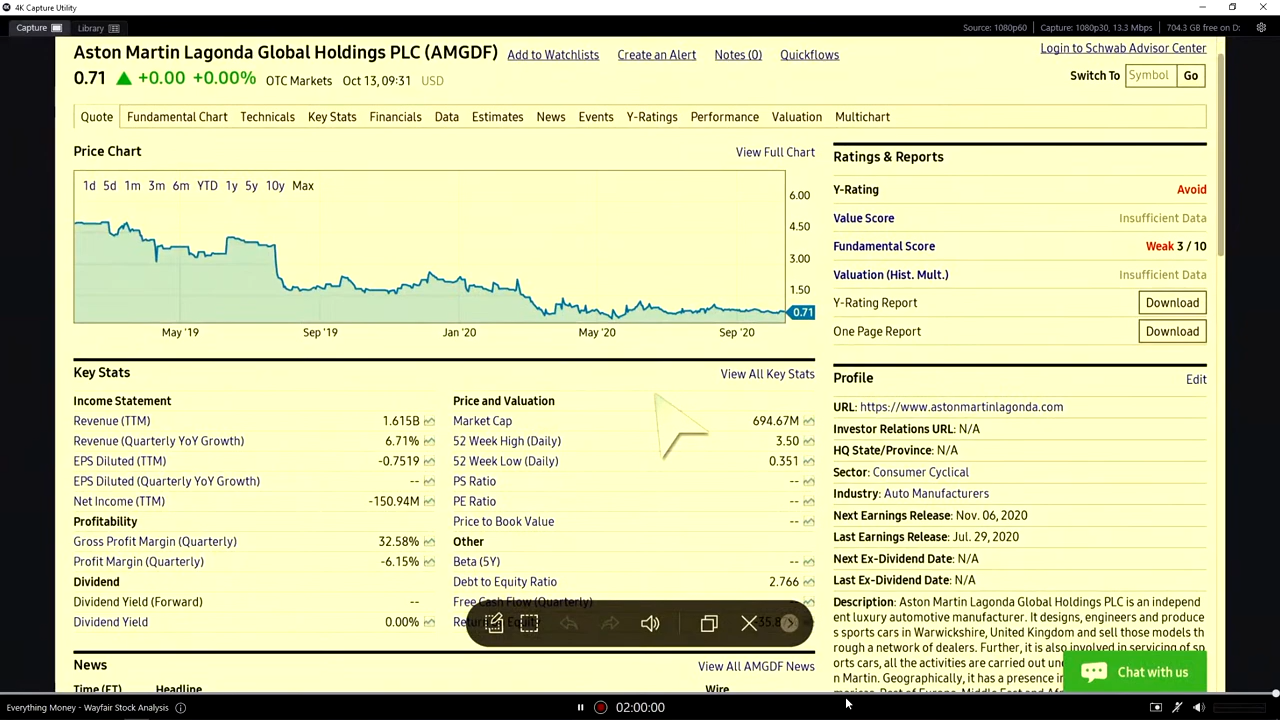 4K Capture Utility
Capture Library Source: 1080p60 Capture: 1080p30, 13.3 Mbps 704.3 GB free on D:
Aston Martin Lagonda Global Holdings PLC (AMGDF) Add to Watchlists Create an Alert Notes (0) Quickflows Login to Schwab Advisor Center
0.71 +0.00 +0.00% OTC Markets Oct 13, 09:31 USD Switch To Symbol Go
Quote Fundamental Chart Technicals Key Stats Financials Data Estimates News Events Y-Ratings Performance Valuation Multichart
Price Chart View Full Chart
1d 5d 1m 3m 6m YTD 1y 5y 10y Max
6.00
4.50
3.00
1.50
0.71
May '19 Sep '19 Jan '20 May '20 Sep '20
Key Stats View All Key Stats
Income Statement
Revenue (TTM) 1.615B
Revenue (Quarterly YoY Growth) 6.71%
EPS Diluted (TTM) -0.7519
EPS Diluted (Quarterly YoY Growth) --
Net Income (TTM) -150.94M
Profitability
Gross Profit Margin (Quarterly) 32.58%
Profit Margin (Quarterly) -6.15%
Dividend
Dividend Yield (Forward) --
Dividend Yield 0.00%
Price and Valuation
Market Cap 694.67M
52 Week High (Daily) 3.50
52 Week Low (Daily) 0.351
PS Ratio --
PE Ratio --
Price to Book Value --
Other
Beta (5Y) --
Debt to Equity Ratio 2.766
Free Cash Flow (Quarterly)
News View All AMGDF News
Time (ET) Headline Wire
Ratings & Reports
Y-Rating Avoid
Value Score Insufficient Data
Fundamental Score Weak 3 / 10
Valuation (Hist. Mult.) Insufficient Data
Y-Rating Report Download
One Page Report Download
Profile Edit
URL: https://www.astonmartinlagonda.com
Investor Relations URL: N/A
HQ State/Province: N/A
Sector: Consumer Cyclical
Industry: Auto Manufacturers
Next Earnings Release: Nov. 06, 2020
Last Earnings Release: Jul. 29, 2020
Next Ex-Dividend Date: N/A
Last Ex-Dividend Date: N/A
Description: Aston Martin Lagonda Global Holdings PLC is an independ
ent luxury automotive manufacturer. It designs, engineers and produce
s sports cars in Warwickshire, United Kingdom and sell those models th
rough a network of dealers. Further, it is also involved in servicing of sp
orts cars, all the activities are carried out
n Martin. Geographically, it has a presence
Chat with us
Everything Money - Wayfair Stock Analysis 02:00:00